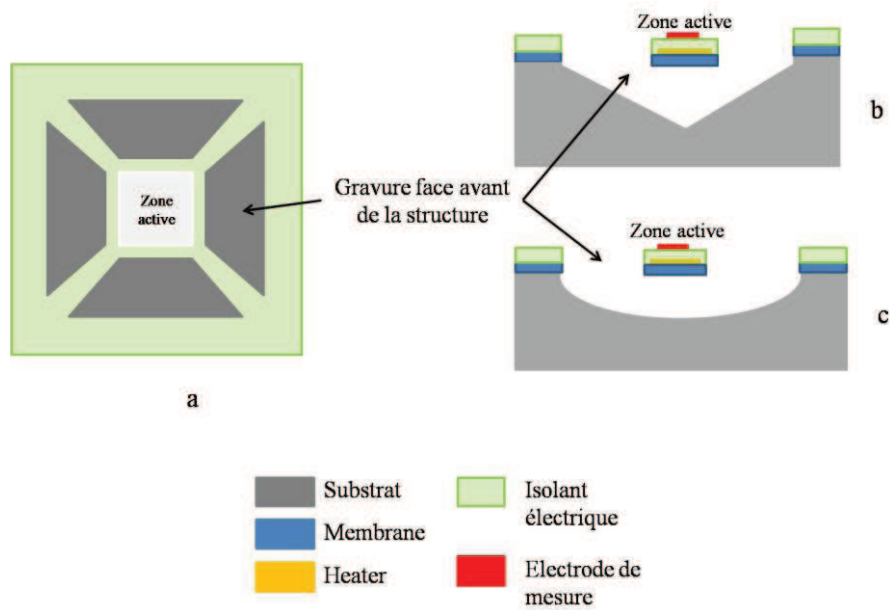 Zone active
b
Zone
active
Gravure face avant
de la structure
Zone active
c
a
Substrat
Membrane
Heater
Isolant
électrique
Electrode de
mesure